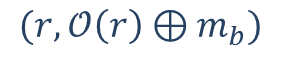 (𝑟, 𝒪(𝑟) ⊕ 𝑚_𝑏)